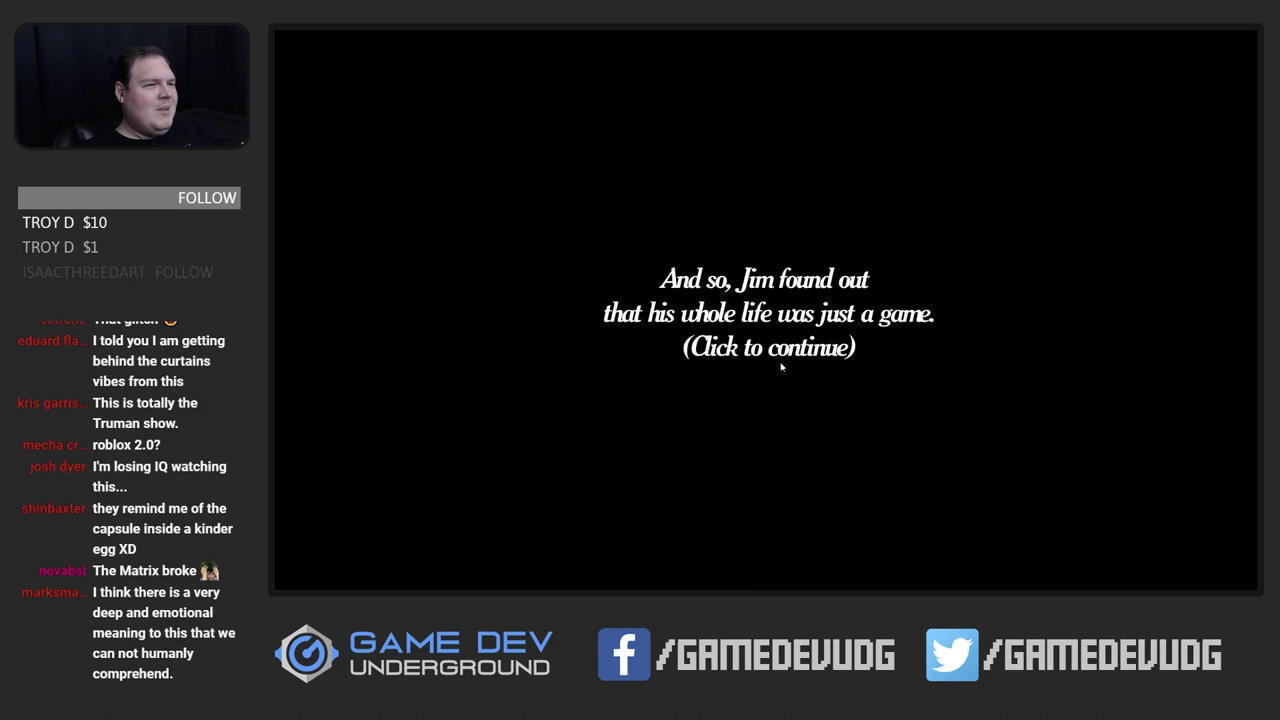 FOLLOW
TROY D $10
TROY D $1
ISAACTHREEDART FOLLOW
eduard fla... I told you I am getting
behind the curtains
vibes from this
kris garris... This is totally the
Truman show.
mecha cr... roblox 2.0?
josh dyer I'm losing IQ watching
this...
shinbaxter they remind me of the
capsule inside a kinder
egg XD
novabsl The Matrix broke
marksma... I think there is a very
deep and emotional
meaning to this that we
can not humanly
comprehend.
And so, Jim found out
that his whole life was just a game.
(Click to continue)
GAME DEV
UNDERGROUND
/GAMEDEVUDG
/GAMEDEVUDG